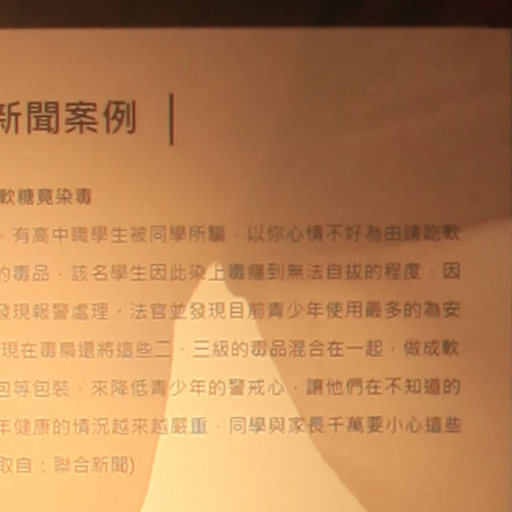 新聞案例
軟糖竟染毒
,有高中職學生被同學所騙,以你心情不好為由請吃軟
的毒品,該名學生因此染上毒癮到無法自拔的程度,因
發現報警處理。法官並發現目前青少年使用最多的為安
現在毒梟還將這些二、三級的毒品混合在一起,做成軟
包等包裝,來降低青少年的警戒心,讓他們在不知道的
年健康的情況越來越嚴重,同學與家長千萬要小心這些
取自:聯合新聞)